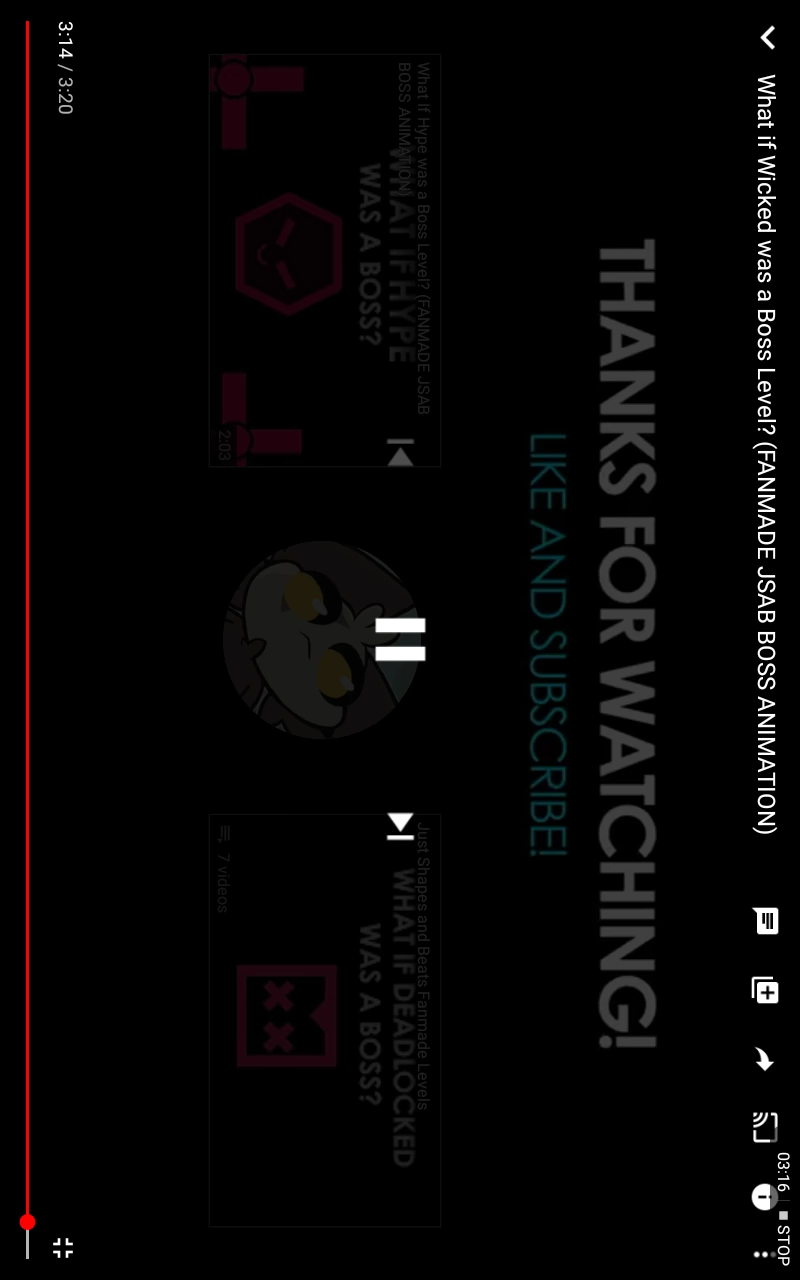 What if Wicked was a Boss Level? (FANMADE JSAB BOSS ANIMATION)
03:16 STOP
THANKS FOR WATCHING!
LIKE AND SUBSCRIBE!
What If Hype was a Boss Level? (FANMADE JSAB
BOSS ANIMATION)
WHAT IF HYPE
WAS A BOSS?
2:03
Just Shapes and Beats Fanmade Levels
WHAT IF DEADLOCKED
WAS A BOSS?
7 videos
3:14 / 3:20